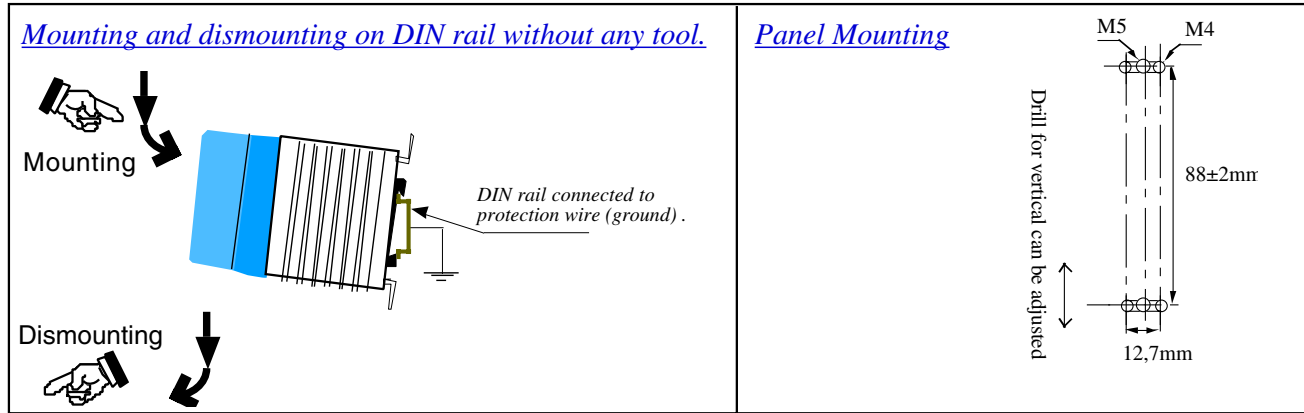 Mounting and dismounting on DIN rail without any tool.
Mounting
DIN rail connected to
protection wire (ground) .
Dismounting
Panel Mounting
M5
M4
Drill for vertical can be adjusted
88±2mm
12,7mm